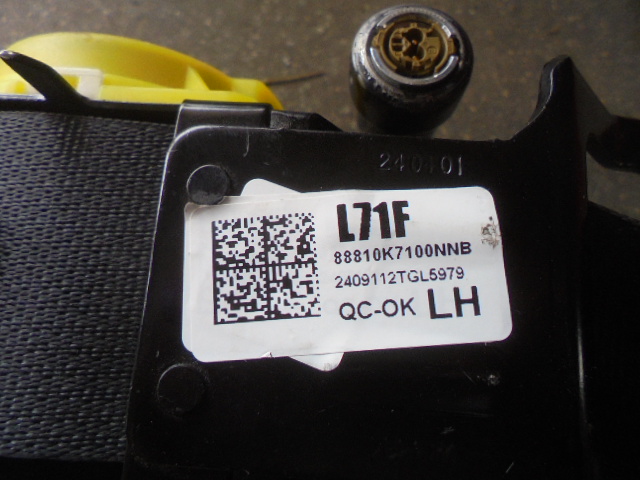 240101
L71F
88810K7100NNB
2409112TGL5979
QC-OK LH